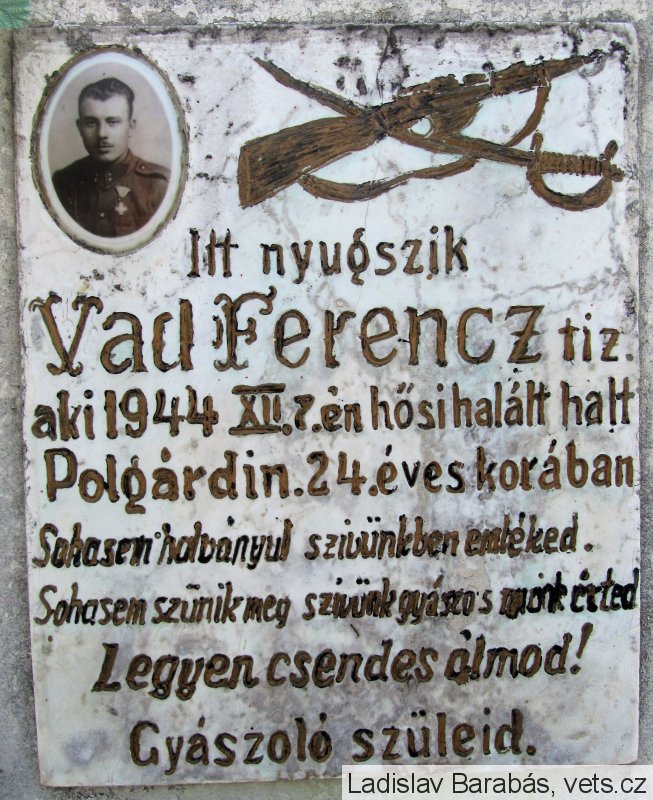 Itt nyugszik
Vad Ferencz tiz.
aki 1944 XII.7.én hősi halált halt
Polgárdin.24.éves korában
Sohasem halványul szivünkben emléked.
Sohasem szünik meg szivünk gyászos érted
Legyen csendes álmod!
Gyászoló szüleid.
Ladislav Barabás, vets.cz